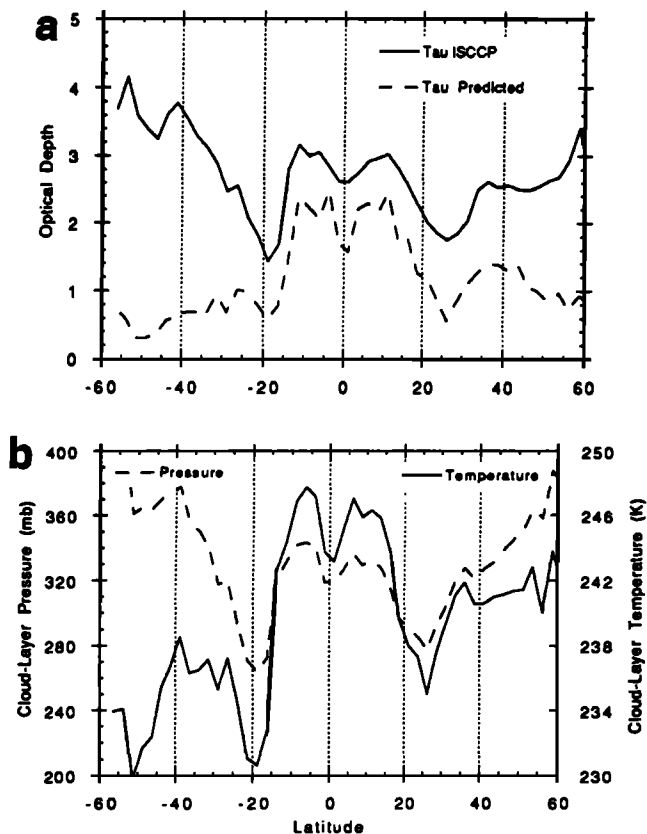 a
5
4
3
2
1
0
Optical Depth
Tau ISCCP
Tau Predicted
-60 -40 -20 0 20 40 60
b
400
360
320
280
240
200
Cloud-Layer Pressure (mb)
Pressure
Temperature
250
246
242
238
234
230
Cloud-Layer Temperature (K)
-60 -40 -20 0 20 40 60
Latitude